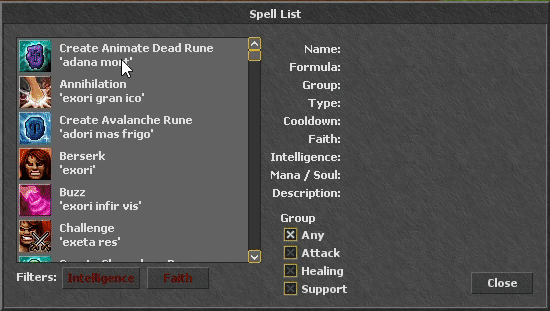 Spell List
Create Animate Dead Rune
'adana mort'
Annihilation
'exori gran ico'
Create Avalanche Rune
'adori mas frigo'
Berserk
'exori'
Buzz
'exori infir vis'
Challenge
'exeta res'
Filters:
Intelligence
Faith
Name:
Formula:
Group:
Type:
Cooldown:
Faith:
Intelligence:
Mana / Soul:
Description:
Group
Any
Attack
Healing
Support
Close